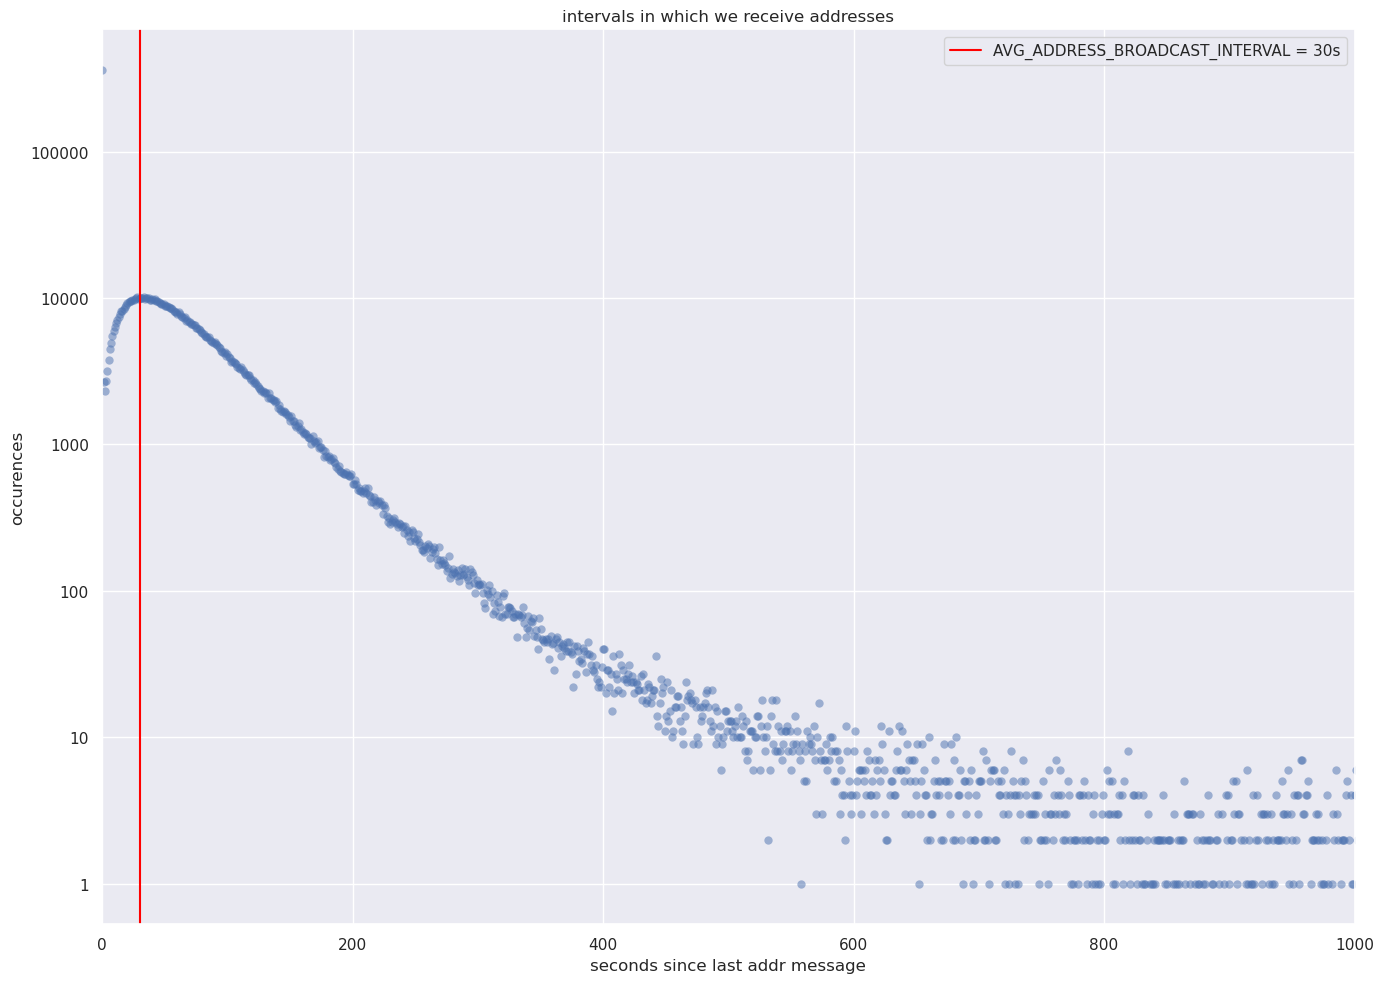 intervals in which we receive addresses
AVG_ADDRESS_BROADCAST_INTERVAL = 30s
100000
10000
1000
100
10
1
occurences
0 200 400 600 800 1000
seconds since last addr message